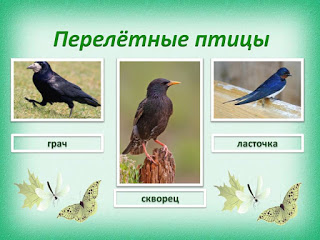 Перелётные птицы
грач
скворец
ласточка